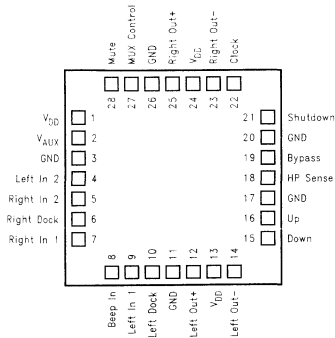 Mute
MUX Control
GND
Right Out+
VDD
Right Out-
Clock
28
27
26
25
24
23
22
VDD 1
VAUX 2
GND 3
Left In 2 4
Right In 2 5
Right Dock 6
Right In 1 7
21 Shutdown
20 GND
19 Bypass
18 HP Sense
17 GND
16 Up
15 Down
8
9
10
11
12
13
14
Beep In
Left In 1
Left Dock
GND
Left Out+
VDD
Left Out-